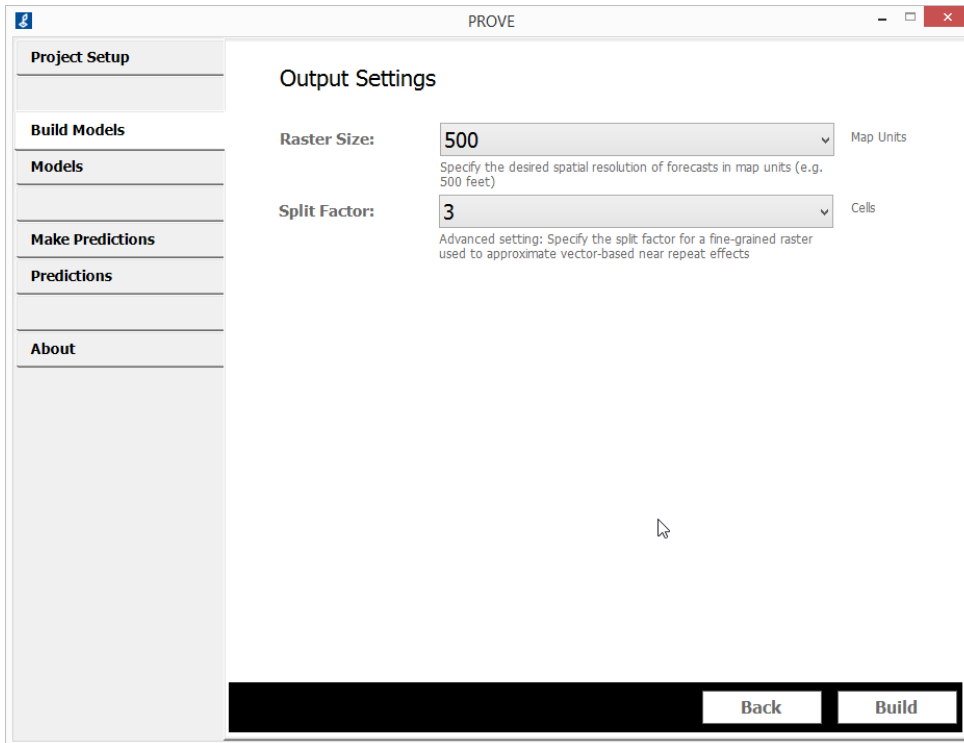 PROVE
Project Setup
Build Models
Models
Make Predictions
Predictions
About
Output Settings
Raster Size:
500
Map Units
Specify the desired spatial resolution of forecasts in map units (e.g.
500 feet)
Split Factor:
3
Cells
Advanced setting: Specify the split factor for a fine-grained raster
used to approximate vector-based near repeat effects
Back
Build